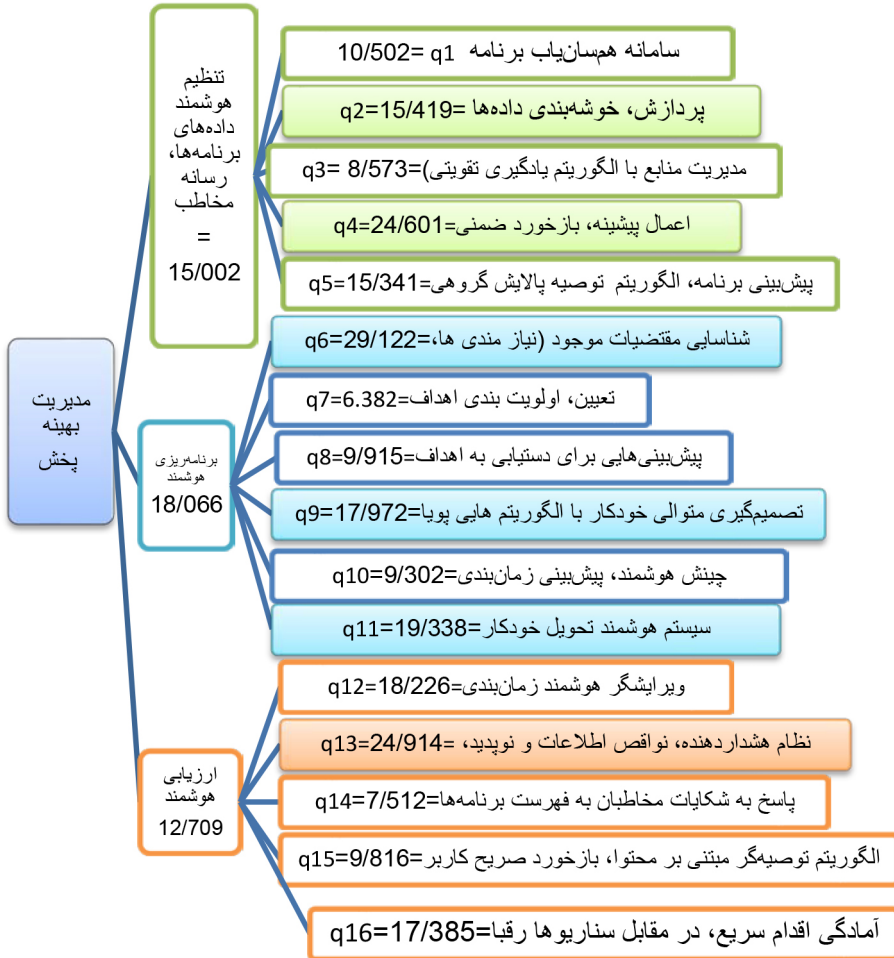 مدیریت
بهینه
پخش
تنظیم
هوشمند
داده‌های
برنامه‌ها،
رسانه
مخاطب
=
15/002
سامانه هم‌سان‌یاب برنامه q1 =10/502
پردازش، خوشه‌بندی داده‌ها =q2=15/419
مدیریت منابع با الگوریتم یادگیری تقویتی)=q3= 8/573
اعمال پیشینه، بازخورد ضمنی=q4=24/601
پیش‌بینی برنامه، الگوریتم توصیه پالایش گروهی=q5=15/341
برنامه‌ریزی
هوشمند
18/066
شناسایی مقتضیات موجود (نیاز مندی ها،=q6=29/122
تعیین، اولویت بندی اهداف=q7=6.382
پیش‌بینی‌هایی برای دستیابی به اهداف=q8=9/915
تصمیم‌گیری متوالی خودکار با الگوریتم هایی پویا=q9=17/972
چینش هوشمند، پیش‌بینی زمان‌بندی=q10=9/302
سیستم هوشمند تحویل خودکار=q11=19/338
ارزیابی
هوشمند
12/709
ویرایشگر هوشمند زمان‌بندی=q12=18/226
نظام هشداردهنده، نواقص اطلاعات و نوپدید، =q13=24/914
پاسخ به شکایات مخاطبان به فهرست برنامه‌ها=q14=7/512
الگوریتم توصیه‌گر مبتنی بر محتوا، بازخورد صریح کاربر=q15=9/816
آمادگی اقدام سریع، در مقابل سناریوها رقبا=q16=17/385